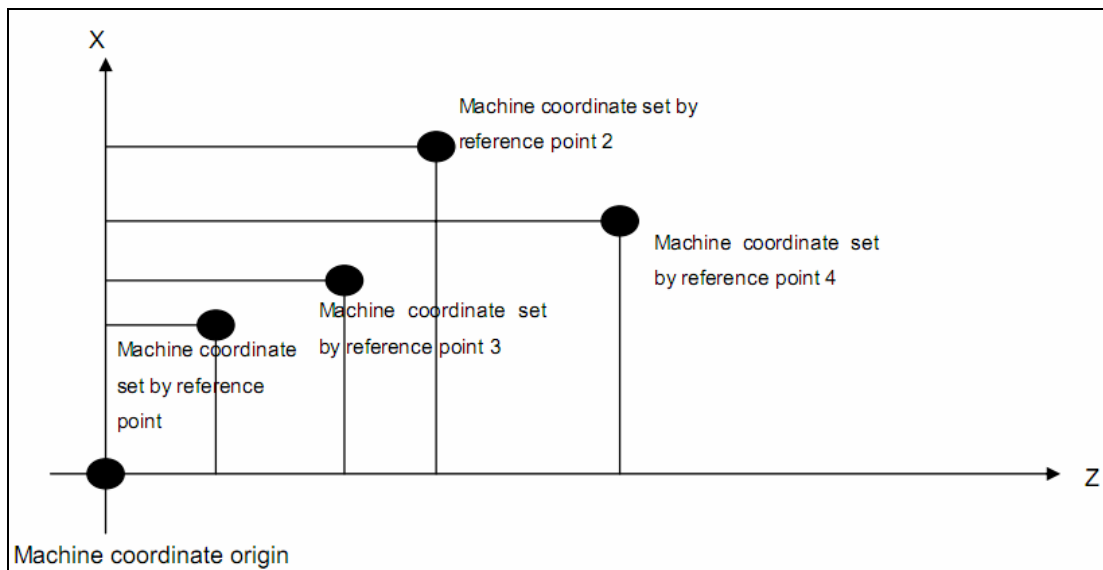 X
Machine coordinate set by
reference point 2
Machine coordinate set
by reference point 4
Machine coordinate set
by reference point 3
Machine coordinate
set by reference
point
Z
Machine coordinate origin